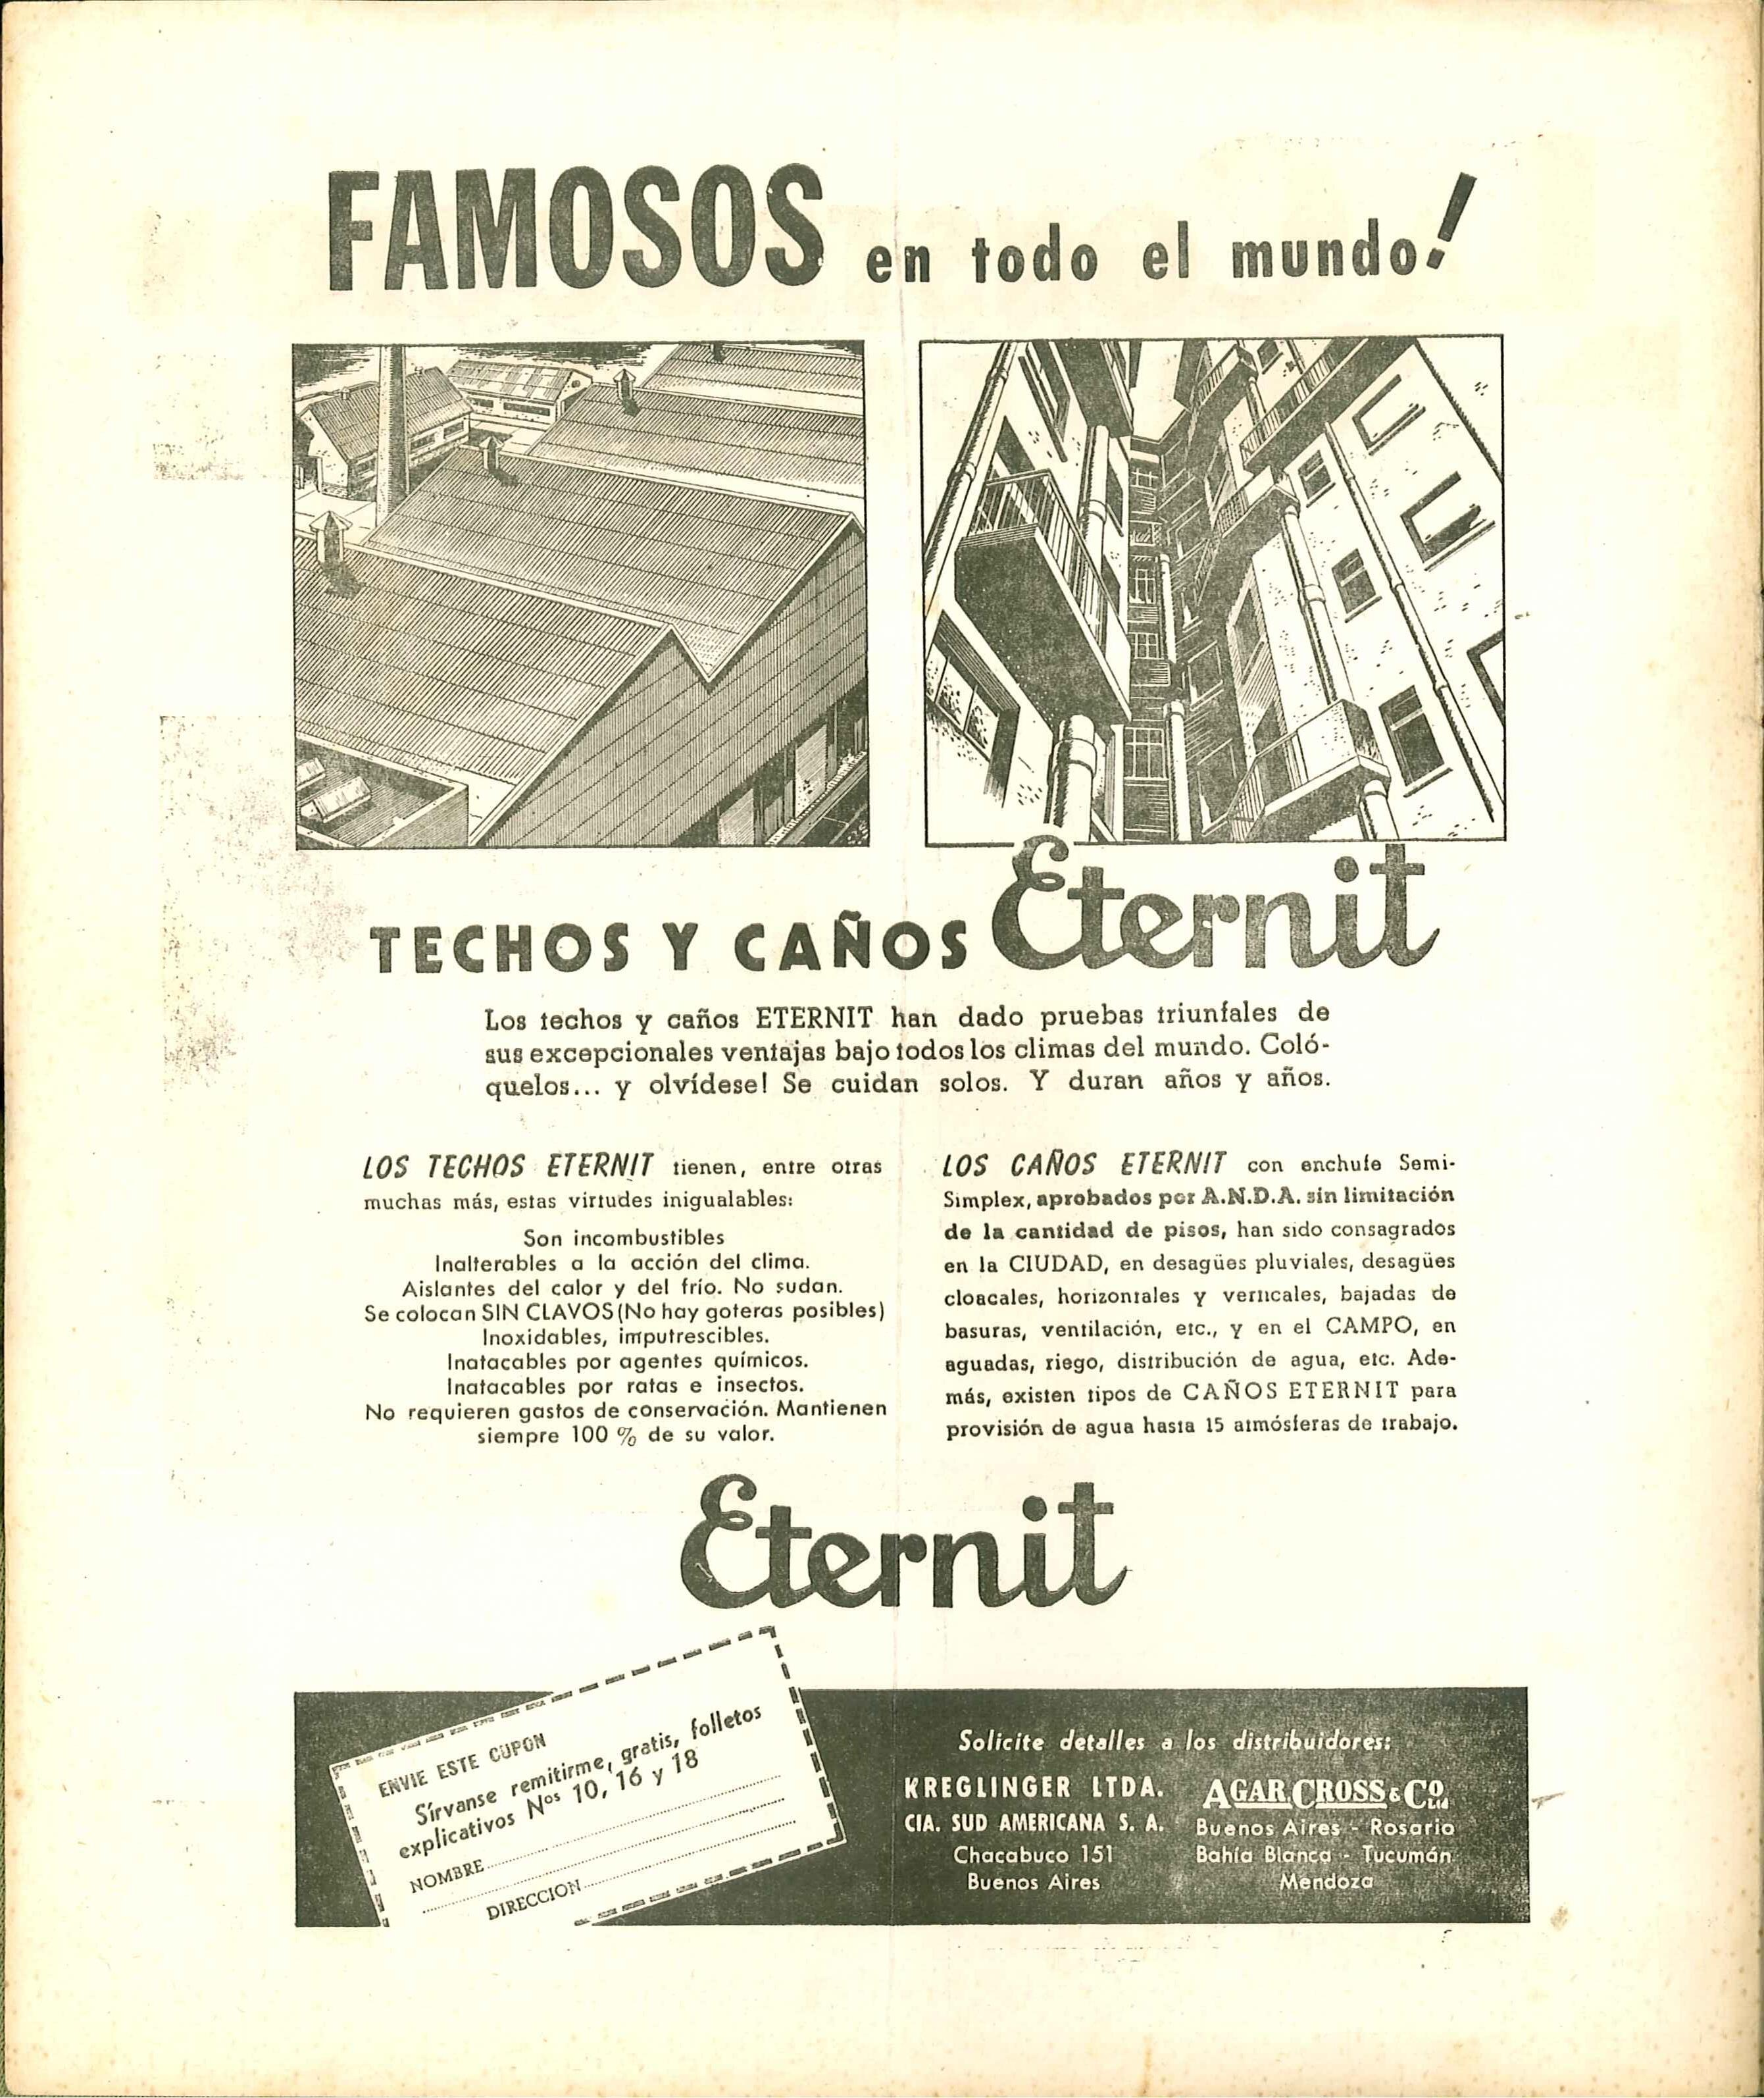 FAMOSOS en todo el mundo!
TECHOS Y CAÑOS Eternit
Los techos y caños ETERNIT han dado pruebas triunfales de
sus excepcionales ventajas bajo todos los climas del mundo. Coló-
quelos... y olvídese! Se cuidan solos. Y duran años y años.
LOS TECHOS ETERNIT tienen, entre otras
muchas más, estas virtudes inigualables:
Son incombustibles
Inalterables a la acción del clima.
Aislantes del calor y del frío. No sudan.
Se colocan SIN CLAVOS (No hay goteras posibles)
Inoxidables, imputrescibles.
Inatacables por agentes químicos.
Inatacables por ratas e insectos.
No requieren gastos de conservación. Mantienen
siempre 100 % de su valor.
LOS CAÑOS ETERNIT con enchufe Semi-
Simplex, aprobados por A.N.D.A. sin limitación
de la cantidad de pisos, han sido consagrados
en la CIUDAD, en desagües pluviales, desagües
cloacales, horizontales y verticales, bajadas de
basuras, ventilación, etc., y en el CAMPO, en
aguadas, riego, distribución de agua, etc. Ade-
más, existen tipos de CAÑOS ETERNIT para
provisión de agua hasta 15 atmósferas de trabajo.
Eternit
ENVIE ESTE CUPON
Sírvanse remitirme, gratis, folletos
explicativos Nos 10, 16 y 18
NOMBRE
DIRECCION
Solicite detalles a los distribuidores:
KREGLINGER LTDA.
CIA. SUD AMERICANA S. A.
Chacabuco 151
Buenos Aires
AGAR, CROSS & Co. Ltd
Buenos Aires - Rosario
Bahía Blanca - Tucumán
Mendoza